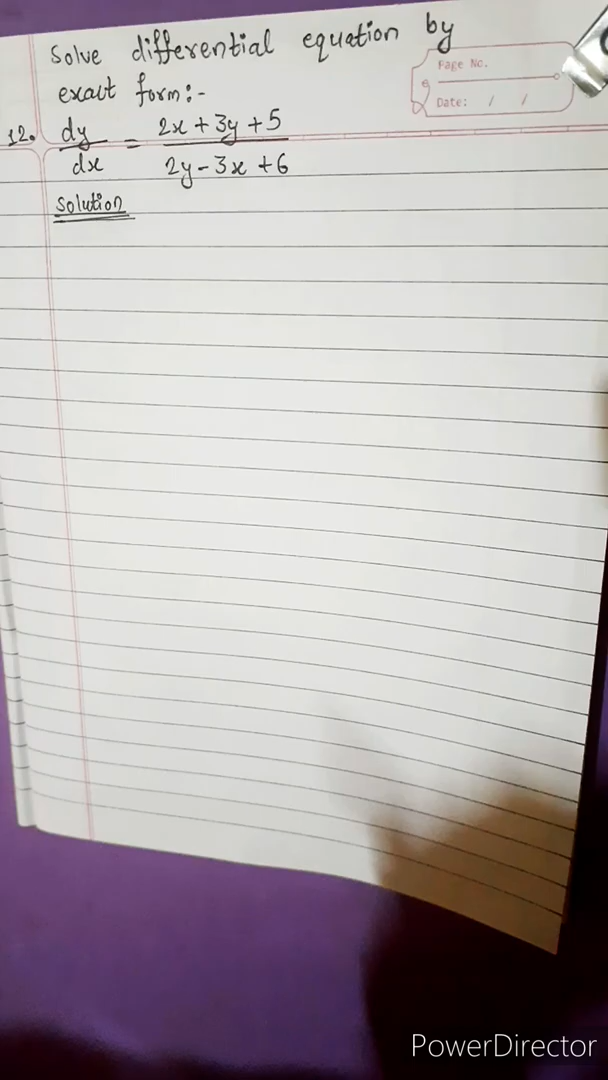 Solve differential equation by
exact form:-
Page No.
Date: / /
12. dy/dx = 2x + 3y + 5 / 2y - 3x + 6
Solution
PowerDirector